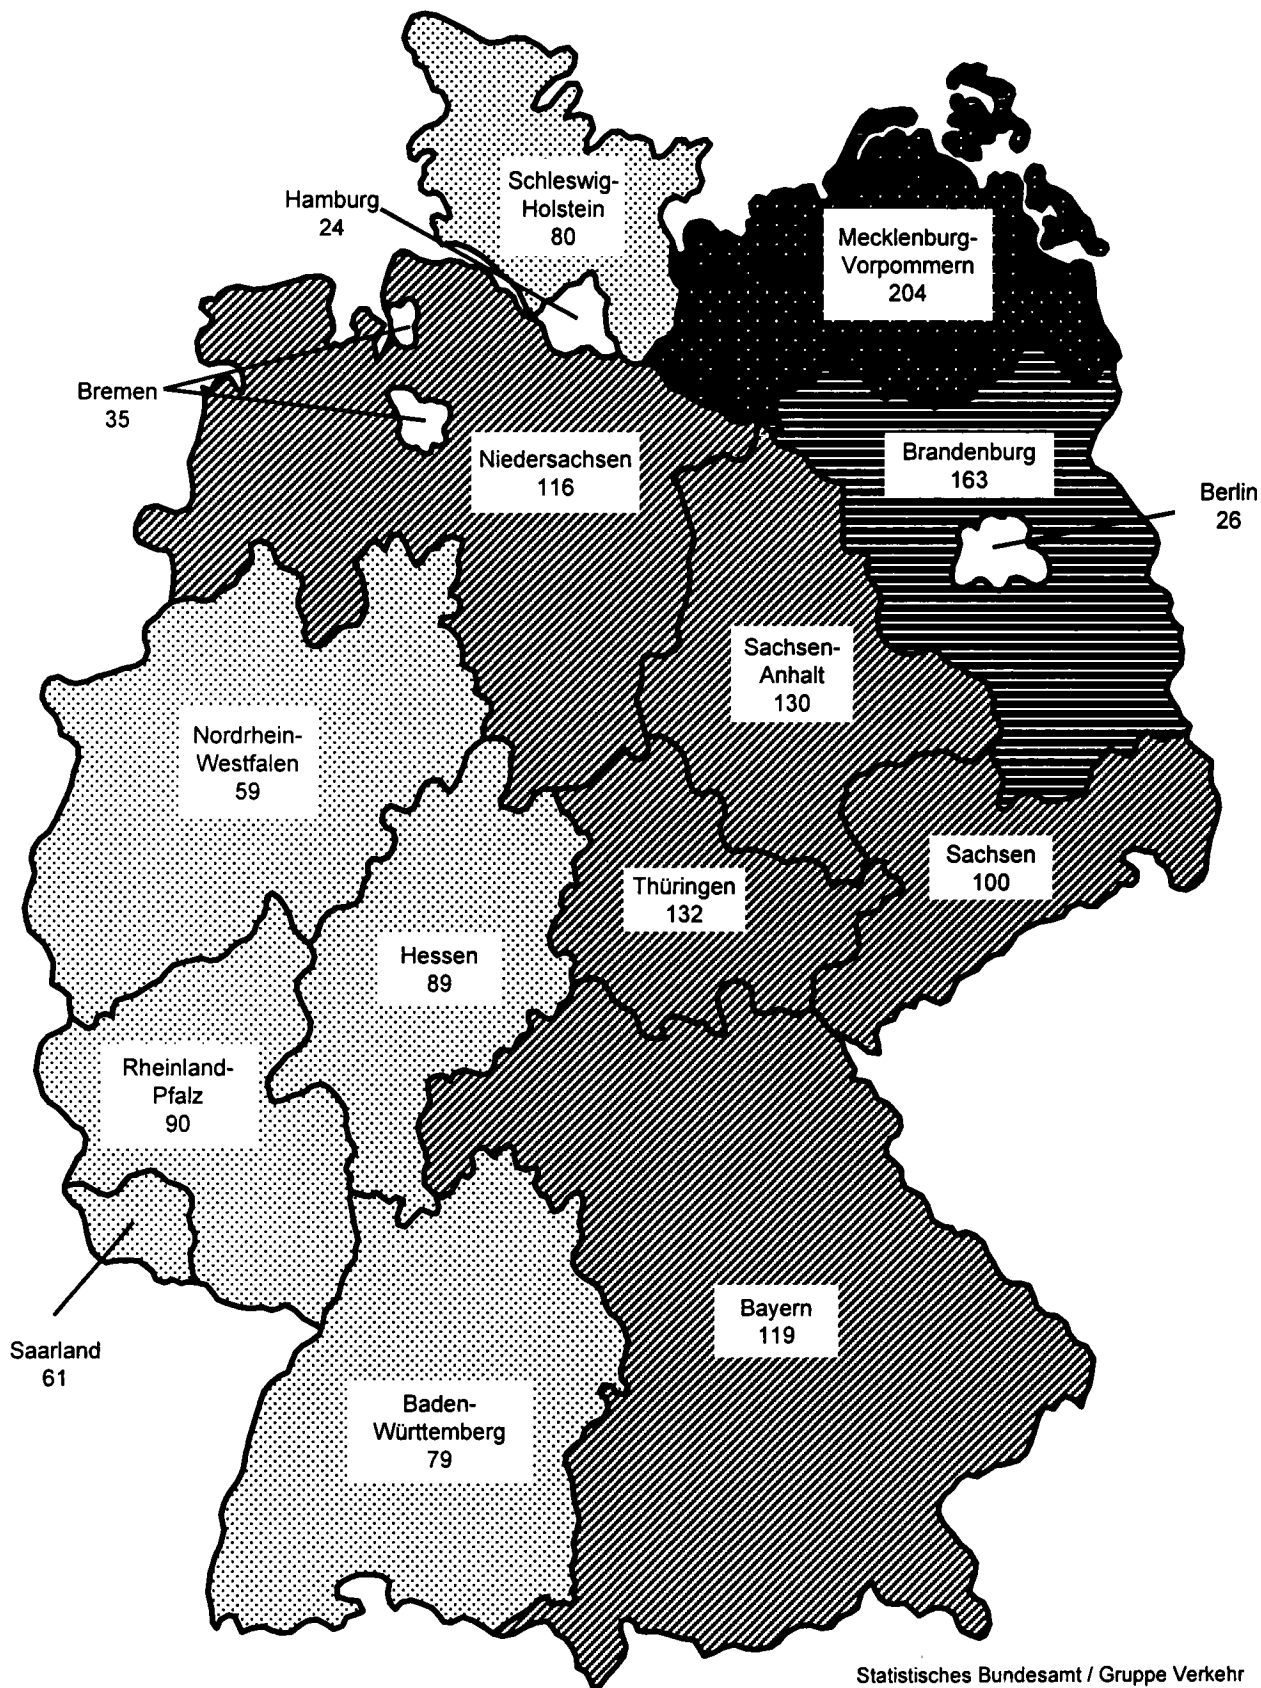 Schleswig-
Holstein
80
Hamburg
24
Mecklenburg-
Vorpommern
204
Bremen
35
Niedersachsen
116
Brandenburg
163
Berlin
26
Sachsen-
Anhalt
130
Nordrhein-
Westfalen
59
Sachsen
100
Thüringen
132
Hessen
89
Rheinland-
Pfalz
90
Bayern
119
Saarland
61
Baden-
Württemberg
79
Statistisches Bundesamt / Gruppe Verkehr